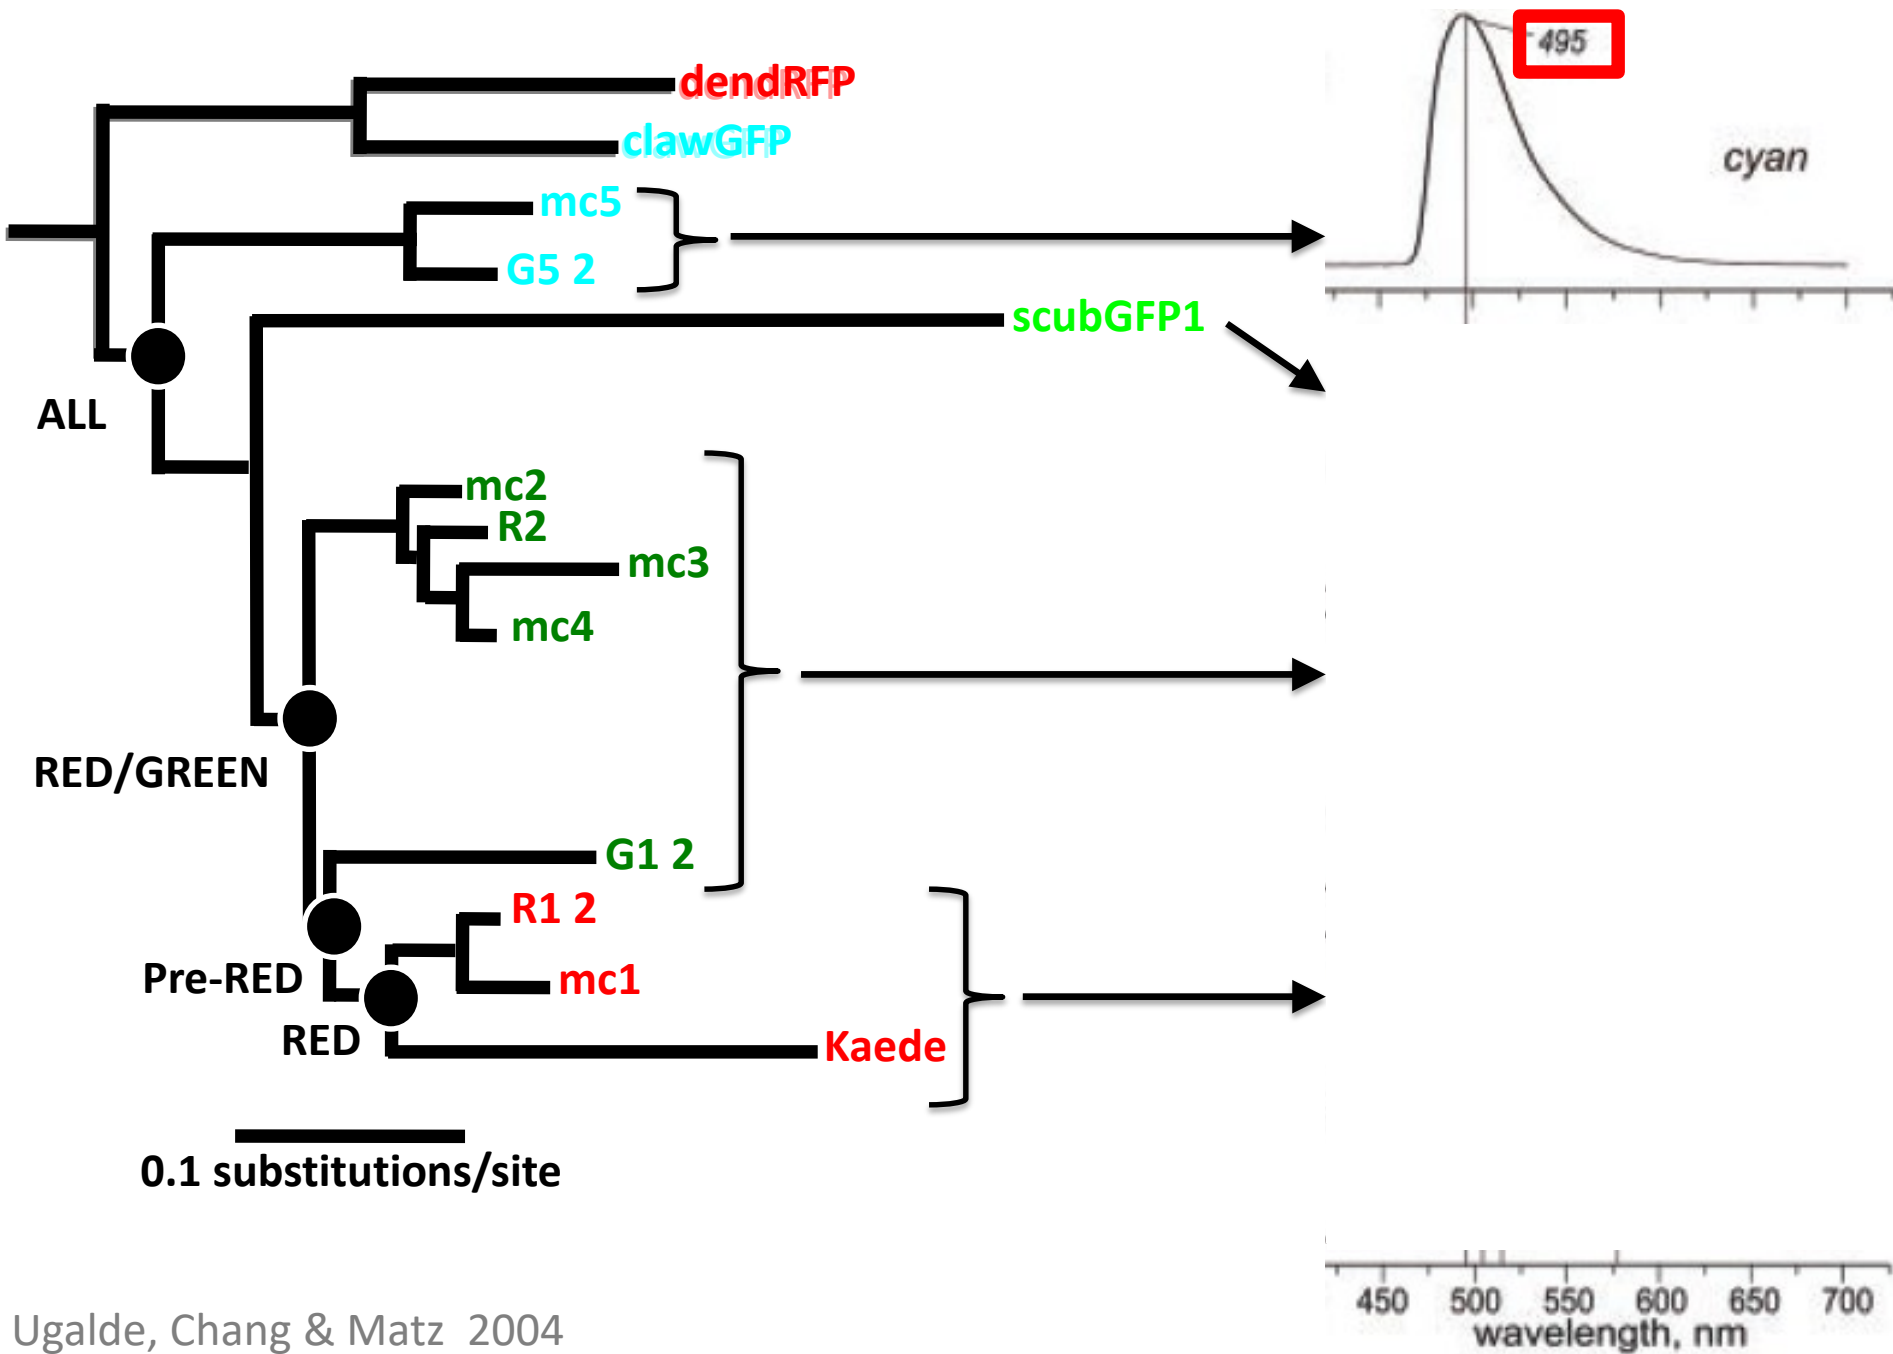 495
cyan
dendRFP
clawGFP
mc5
G5 2
scubGFP1
ALL
mc2
R2
mc3
mc4
RED/GREEN
G1 2
R1 2
Pre-RED
mc1
RED
Kaede
0.1 substitutions/site
450 500 550 600 650 700
wavelength, nm
Ugalde, Chang & Matz 2004